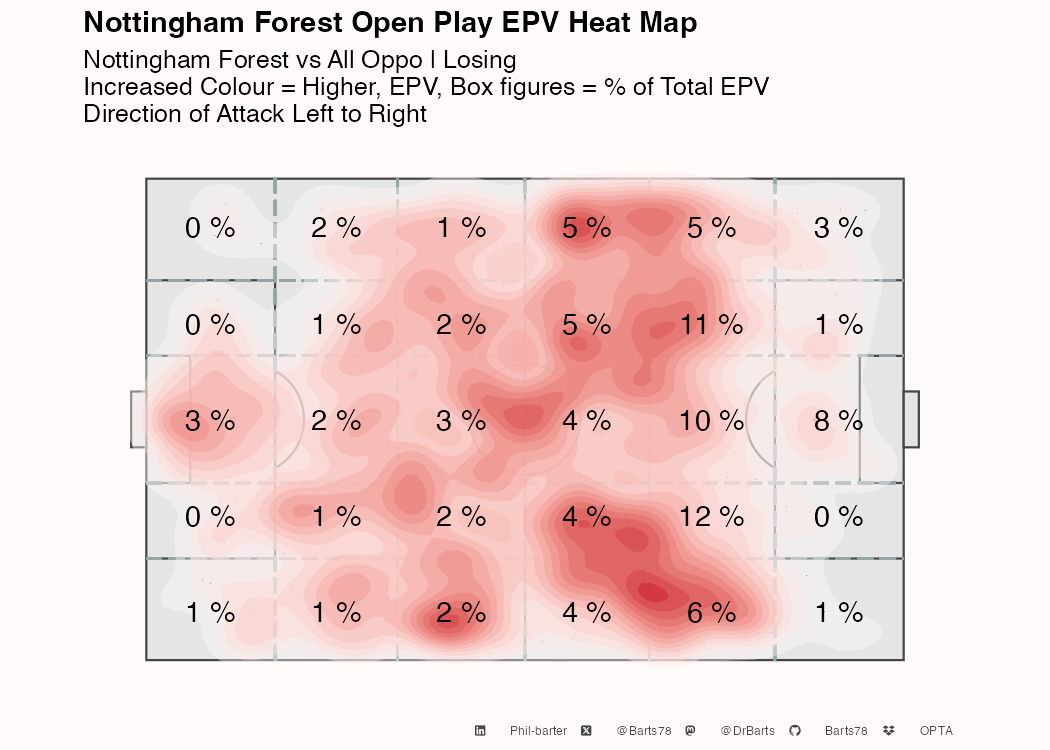 Nottingham Forest Open Play EPV Heat Map
Nottingham Forest vs All Oppo | Losing
Increased Colour = Higher, EPV, Box figures = % of Total EPV
Direction of Attack Left to Right
0 % 2 % 1 % 5 % 5 % 3 %
0 % 1 % 2 % 5 % 11 % 1 %
3 % 2 % 3 % 4 % 10 % 8 %
0 % 1 % 2 % 4 % 12 % 0 %
1 % 1 % 2 % 4 % 6 % 1 %
Phil-barter @Barts78 @DrBarts Barts78 OPTA